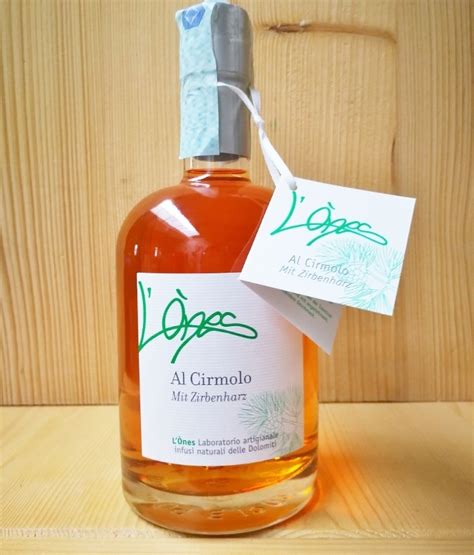 L'Ònes
Al Cirmolo
Mit Zirbenharz
L'Ònes Laboratorio artigianale
infusi naturali delle Dolomiti
L'Ònes
Al Cirmolo
Mit Zirbenharz